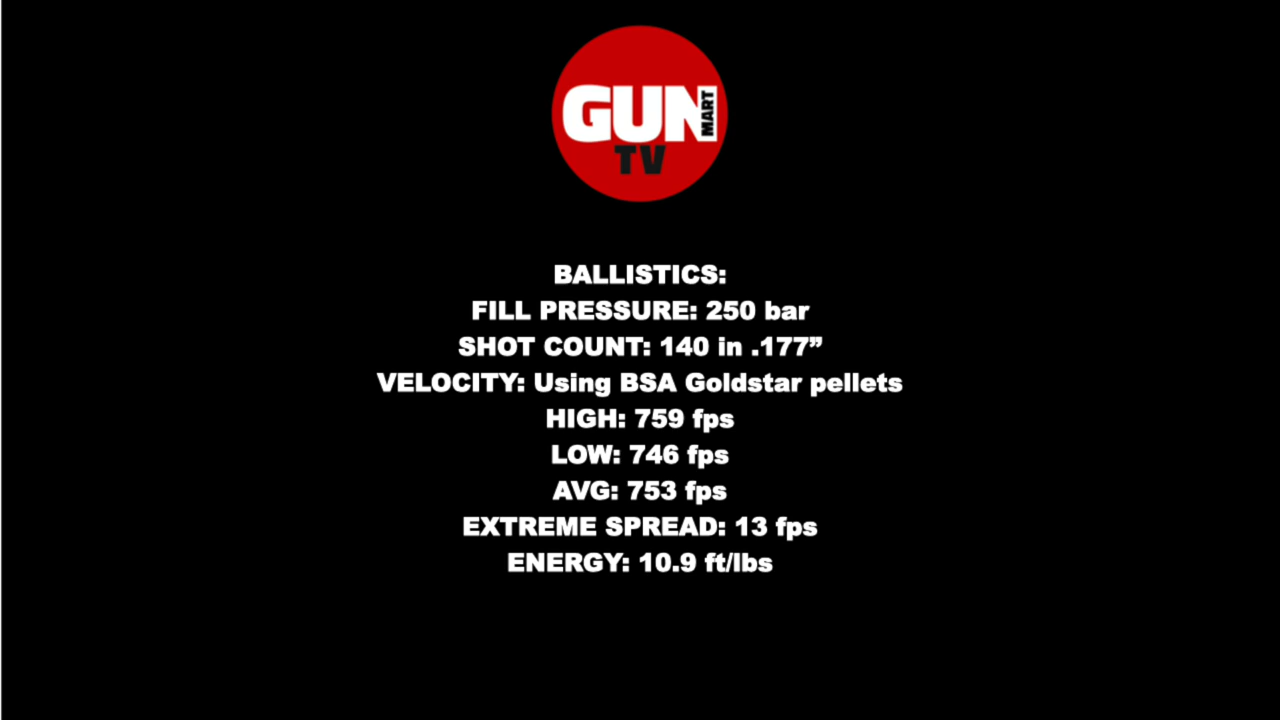 GUN
MART
TV
BALLISTICS:
FILL PRESSURE: 250 bar
SHOT COUNT: 140 in .177”
VELOCITY: Using BSA Goldstar pellets
HIGH: 759 fps
LOW: 746 fps
AVG: 753 fps
EXTREME SPREAD: 13 fps
ENERGY: 10.9 ft/lbs